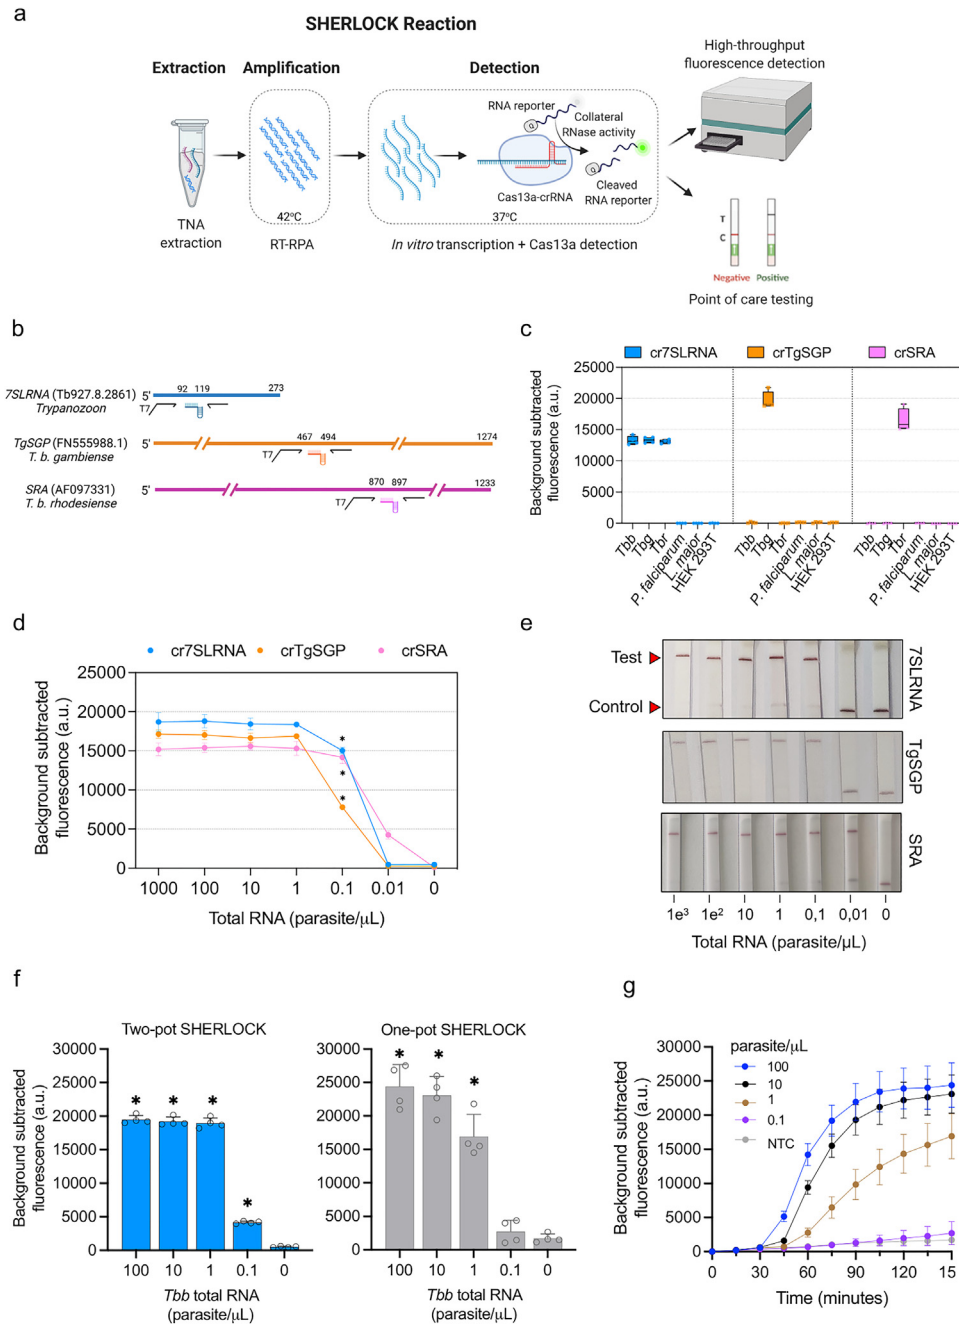 a
SHERLOCK Reaction
Extraction
Amplification
Detection
High-throughput
fluorescence detection
RNA reporter
Collateral
RNase activity
Cas13a-crRNA
Cleaved
RNA reporter
TNA
extraction
42°C
RT-RPA
37°C
In vitro transcription + Cas13a detection
T
C
Negative
Positive
Point of care testing
b
7SLRNA (Tb927.8.2861)
Trypanozoon
5'
92
119
273
T7
TgSGP (FN555988.1)
T. b. gambiense
5'
467
494
1274
T7
SRA (AF097331)
T. b. rhodesiense
5'
870
897
1233
T7
c
cr7SLRNA
crTgSGP
crSRA
Background subtracted
fluorescence (a.u.)
25000
20000
15000
10000
5000
0
Tbb
Tbg
Tbr
P. falciparum
L. major
HEK 293T
Tbb
Tbg
Tbr
P. falciparum
L. major
HEK 293T
Tbb
Tbg
Tbr
P. falciparum
L. major
HEK 293T
d
cr7SLRNA
crTgSGP
crSRA
Background subtracted
fluorescence (a.u.)
25000
20000
15000
10000
5000
0
*
*
*
1000
100
10
1
0.1
0.01
0
Total RNA (parasite/µL)
e
Test
Control
7SLRNA
TgSGP
SRA
1e³
1e²
10
1
0,1
0,01
0
Total RNA (parasite/µL)
f
Two-pot SHERLOCK
Background subtracted
fluorescence (a.u.)
30000
25000
20000
15000
10000
5000
0
*
*
*
*
100
10
1
0.1
0
Tbb total RNA
(parasite/µL)
One-pot SHERLOCK
30000
25000
20000
15000
10000
5000
0
*
*
*
100
10
1
0.1
0
Tbb total RNA
(parasite/µL)
g
Background subtracted
fluorescence (a.u.)
30000
25000
20000
15000
10000
5000
0
parasite/µL
100
10
1
0.1
NTC
0
30
60
90
120
15
Time (minutes)